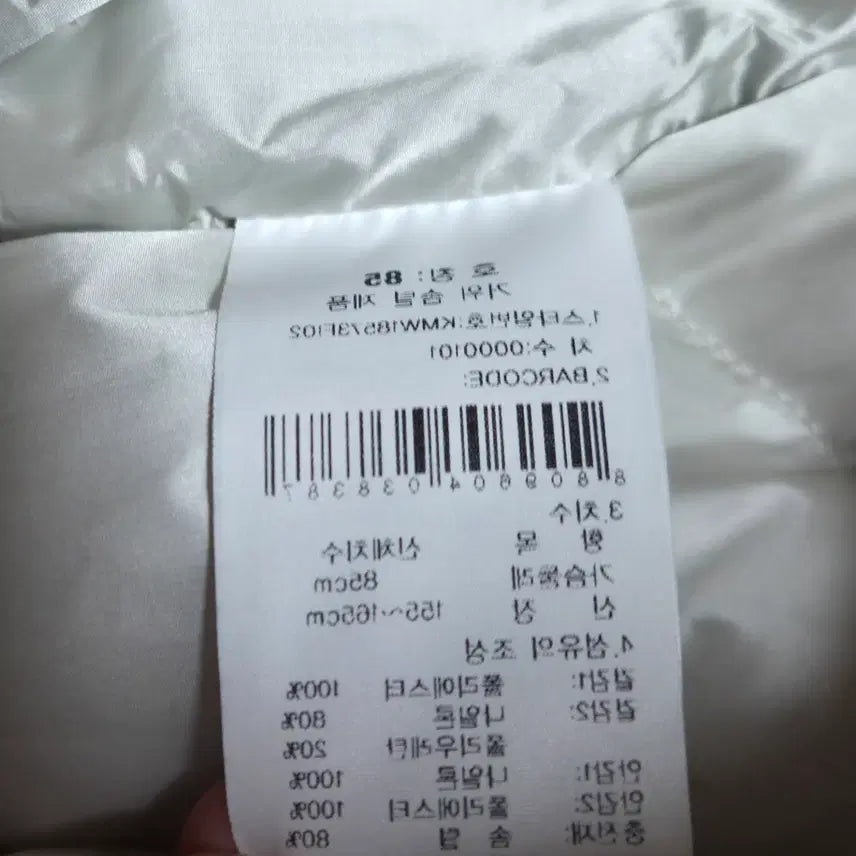 호 칭: 85
거위 솜털 제품
1.스타일번호:KMW18573FI02
차 수:0000101
2.BARCODE:
8 809604 038387
3.치수
항 목 신체치수
가슴둘레 85cm
신 장 155~165cm
4.섬유의 조성
겉감1: 폴리에스터 100%
겉감2: 나일론 80%
폴리우레탄 20%
안감1: 나일론 100%
안감2: 폴리에스터 100%
충전재: 솜 털 80%